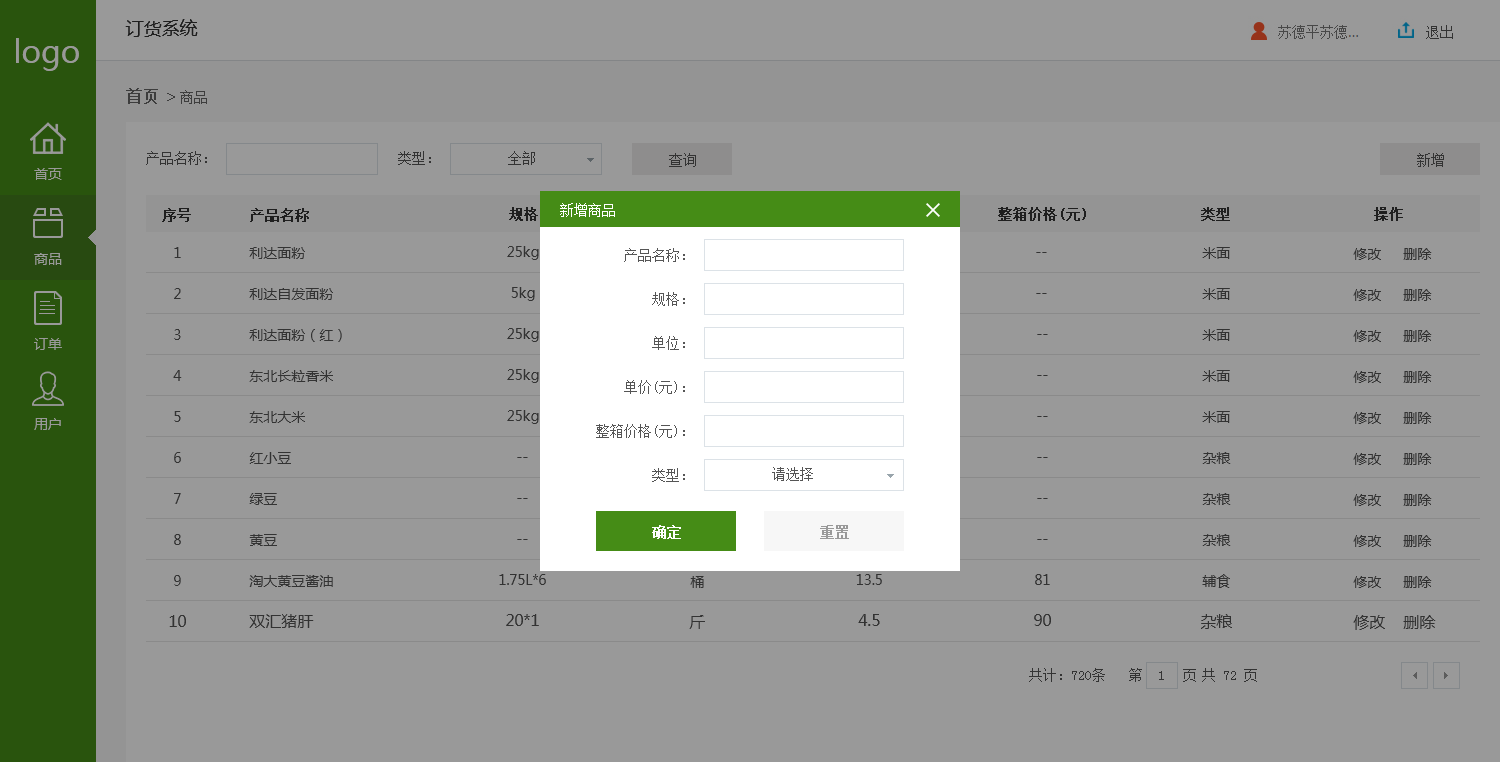 logo
首页
商品
订单
用户
订货系统
苏德平苏德...
退出
首页 > 商品
产品名称：
类型：
全部
查询
新增
序号 产品名称 规格 整箱价格(元) 类型 操作
1 利达面粉 25kg -- 米面 修改 删除
2 利达自发面粉 5kg -- 米面 修改 删除
3 利达面粉（红） 25kg -- 米面 修改 删除
4 东北长粒香米 25kg -- 米面 修改 删除
5 东北大米 25kg -- 米面 修改 删除
6 红小豆 -- -- 杂粮 修改 删除
7 绿豆 -- -- 杂粮 修改 删除
8 黄豆 -- -- 杂粮 修改 删除
9 淘大黄豆酱油 1.75L*6 桶 13.5 81 辅食 修改 删除
10 双汇猪肝 20*1 斤 4.5 90 杂粮 修改 删除
共计：720条 第 1 页 共 72 页
新增商品
产品名称：
规格：
单位：
单价(元)：
整箱价格(元)：
类型：
请选择
确定
重置